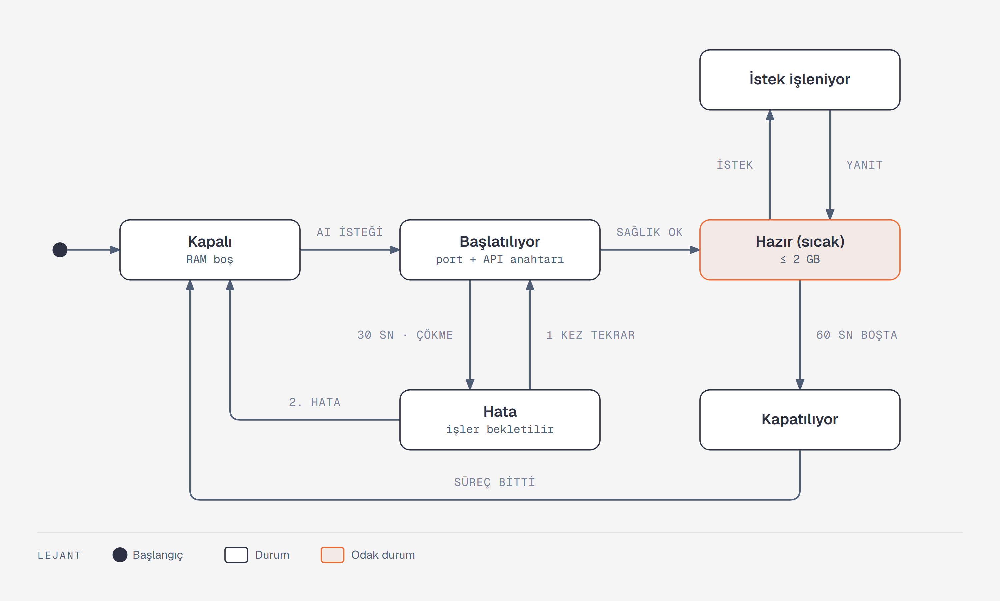 İstek işleniyor
İSTEK
YANIT
Kapalı
RAM boş
AI İSTEĞİ
Başlatılıyor
port + API anahtarı
SAĞLIK OK
Hazır (sıcak)
≤ 2 GB
30 SN · ÇÖKME
1 KEZ TEKRAR
60 SN BOŞTA
2. HATA
Hata
işler bekletilir
Kapatılıyor
SÜREÇ BİTTİ
LEJANT
Başlangıç
Durum
Odak durum